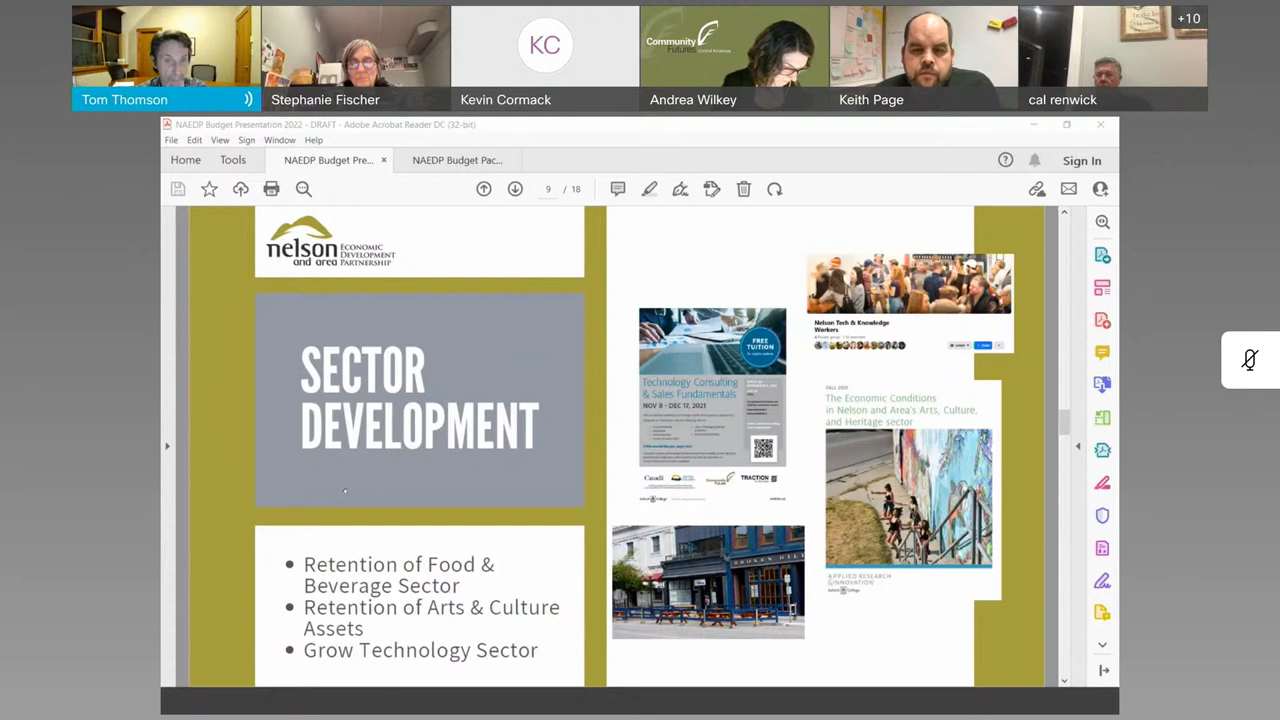 +10
KC
Community
Futures
Tom Thomson
Stephanie Fischer
Kevin Cormack
Andrea Wilkey
Keith Page
cal renwick
NAEDP Budget Presentation 2022 - DRAFT - Adobe Acrobat Reader DC (32-bit)
File Edit View Sign Window Help
Home Tools NAEDP Budget Pre... × NAEDP Budget Pac... Sign In
9 / 18
nelson
and area
ECONOMIC
DEVELOPMENT
PARTNERSHIP
SECTOR
DEVELOPMENT
Retention of Food &
Beverage Sector
Retention of Arts & Culture
Assets
Grow Technology Sector
Nelson Tech & Knowledge
Workers
FREE
TUITION
Technology Consulting
& Sales Fundamentals
NOV 8 - DEC 17, 2021
Canada
TRACTION
FALL 2021
The Economic Conditions
in Nelson and Area's Arts, Culture,
and Heritage sector
APPLIED RESEARCH
& INNOVATION